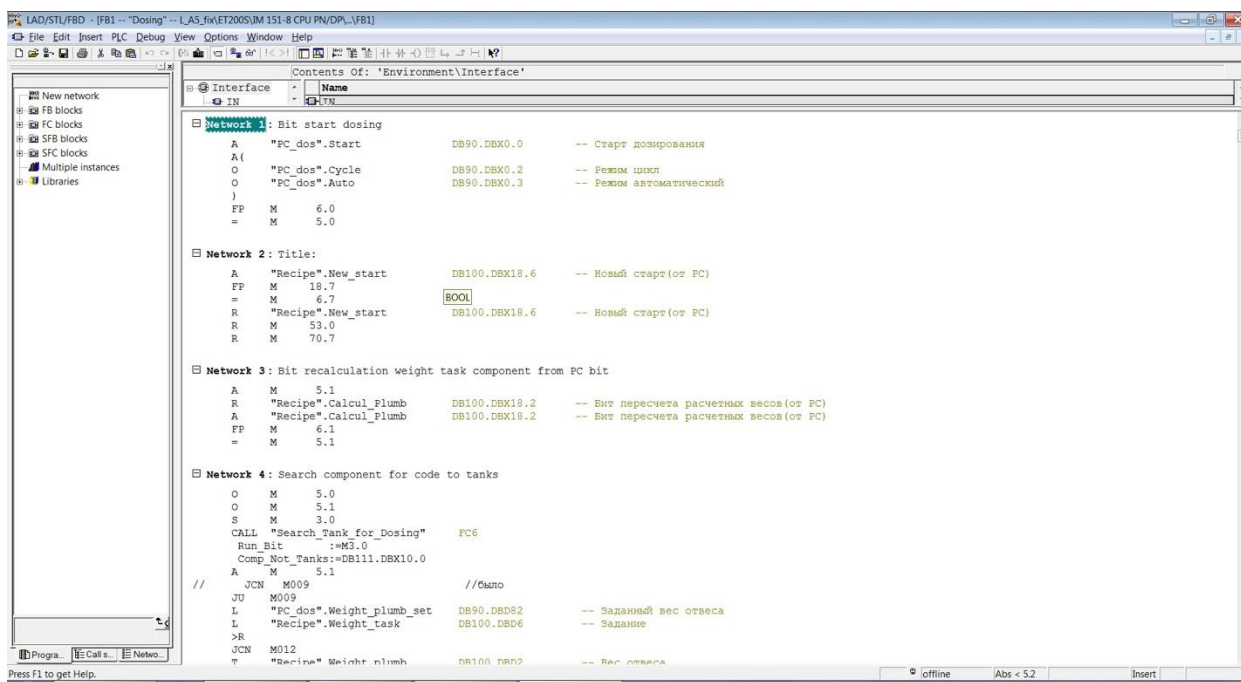 LAD/STL/FBD - [FB1 -- "Dosing" -- L_A5_fix\ET200S\IM 151-8 CPU PN/DP\...\FB1]
File Edit Insert PLC Debug View Options Window Help
Contents Of: 'Environment\Interface'
Interface Name
IN IN
New network
FB blocks
FC blocks
SFB blocks
SFC blocks
Multiple instances
Libraries
Network 1: Bit start dosing
A "PC_dos".Start DB90.DBX0.0 -- Старт дозирования
A(
O "PC_dos".Cycle DB90.DBX0.2 -- Режим цикл
O "PC_dos".Auto DB90.DBX0.3 -- Режим автоматический
)
FP M 6.0
= M 5.0
Network 2: Title:
A "Recipe".New_start DB100.DBX18.6 -- Новый старт(от PC)
FP M 18.7
= M 6.7 BOOL
R "Recipe".New_start DB100.DBX18.6 -- Новый старт(от PC)
R M 53.0
R M 70.7
Network 3: Bit recalculation weight task component from PC bit
A M 5.1
R "Recipe".Calcul_Plumb DB100.DBX18.2 -- Бит пересчета расчетных весов(от PC)
A "Recipe".Calcul_Plumb DB100.DBX18.2 -- Бит пересчета расчетных весов(от PC)
FP M 6.1
= M 5.1
Network 4: Search component for code to tanks
O M 5.0
O M 5.1
S M 3.0
CALL "Search_Tank_for_Dosing" FC6
Run_Bit :=M3.0
Comp_Not_Tanks:=DB111.DBX10.0
A M 5.1
// JCN M009 //было
JU M009
L "PC_dos".Weight_plumb_set DB90.DBD82 -- Заданный вес отвеса
L "Recipe".Weight_task DB100.DBD6 -- Задание
>R
JCN M012
T "Recipe".Weight_plumb DB100.DBD2 -- Вес отвеса
Progra... Call s... Netwo...
Press F1 to get Help. offline Abs < 5.2 Insert